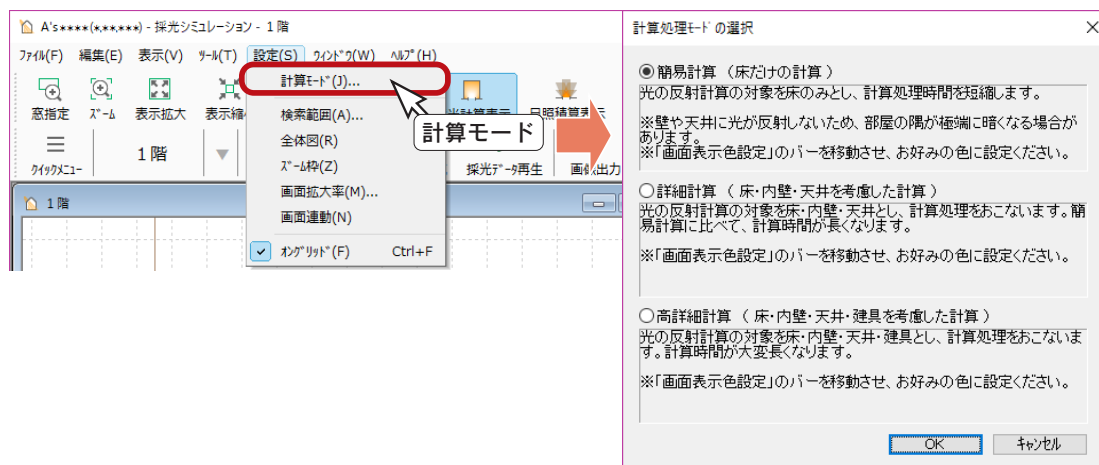 A's****(*,**,***) - 採光シミュレーション - 1 階
ﾌｧｲﾙ(F) 編集(E) 表示(V) ﾂｰﾙ(T) 設定(S) ｳｨﾝﾄﾞｳ(W) ﾍﾙﾌﾟ(H)
窓指定 ｽﾞｰﾑ 表示拡大 表示縮
日照積算表示
ｸｲｯｸﾒﾆｭｰ 1 階 採光ﾃﾞｰﾀ再生 画像出力
1 階
計算ﾓｰﾄﾞ(J)...
検索範囲(A)...
全体図(R)
ｽﾞｰﾑ枠(Z)
画面拡大率(M)...
画面連動(N)
ｵﾝｸﾞﾘｯﾄﾞ(F) Ctrl+F
計算モード
計算処理ﾓｰﾄﾞの選択
簡易計算（床だけの計算）
光の反射計算の対象を床のみとし、計算処理時間を短縮します。
※壁や天井に光が反射しないため、部屋の隅が極端に暗くなる場合が
あります。
※「画面表示色設定」のバーを移動させ、お好みの色に設定ください。
詳細計算（床・内壁・天井を考慮した計算）
光の反射計算の対象を床・内壁・天井とし、計算処理をおこないます。簡
易計算に比べて、計算時間が長くなります。
※「画面表示色設定」のバーを移動させ、お好みの色に設定ください。
高詳細計算（床・内壁・天井・建具を考慮した計算）
光の反射計算の対象を床・内壁・天井・建具とし、計算処理をおこないま
す。計算時間が大変長くなります。
※「画面表示色設定」のバーを移動させ、お好みの色に設定ください。
OK ｷｬﾝｾﾙ